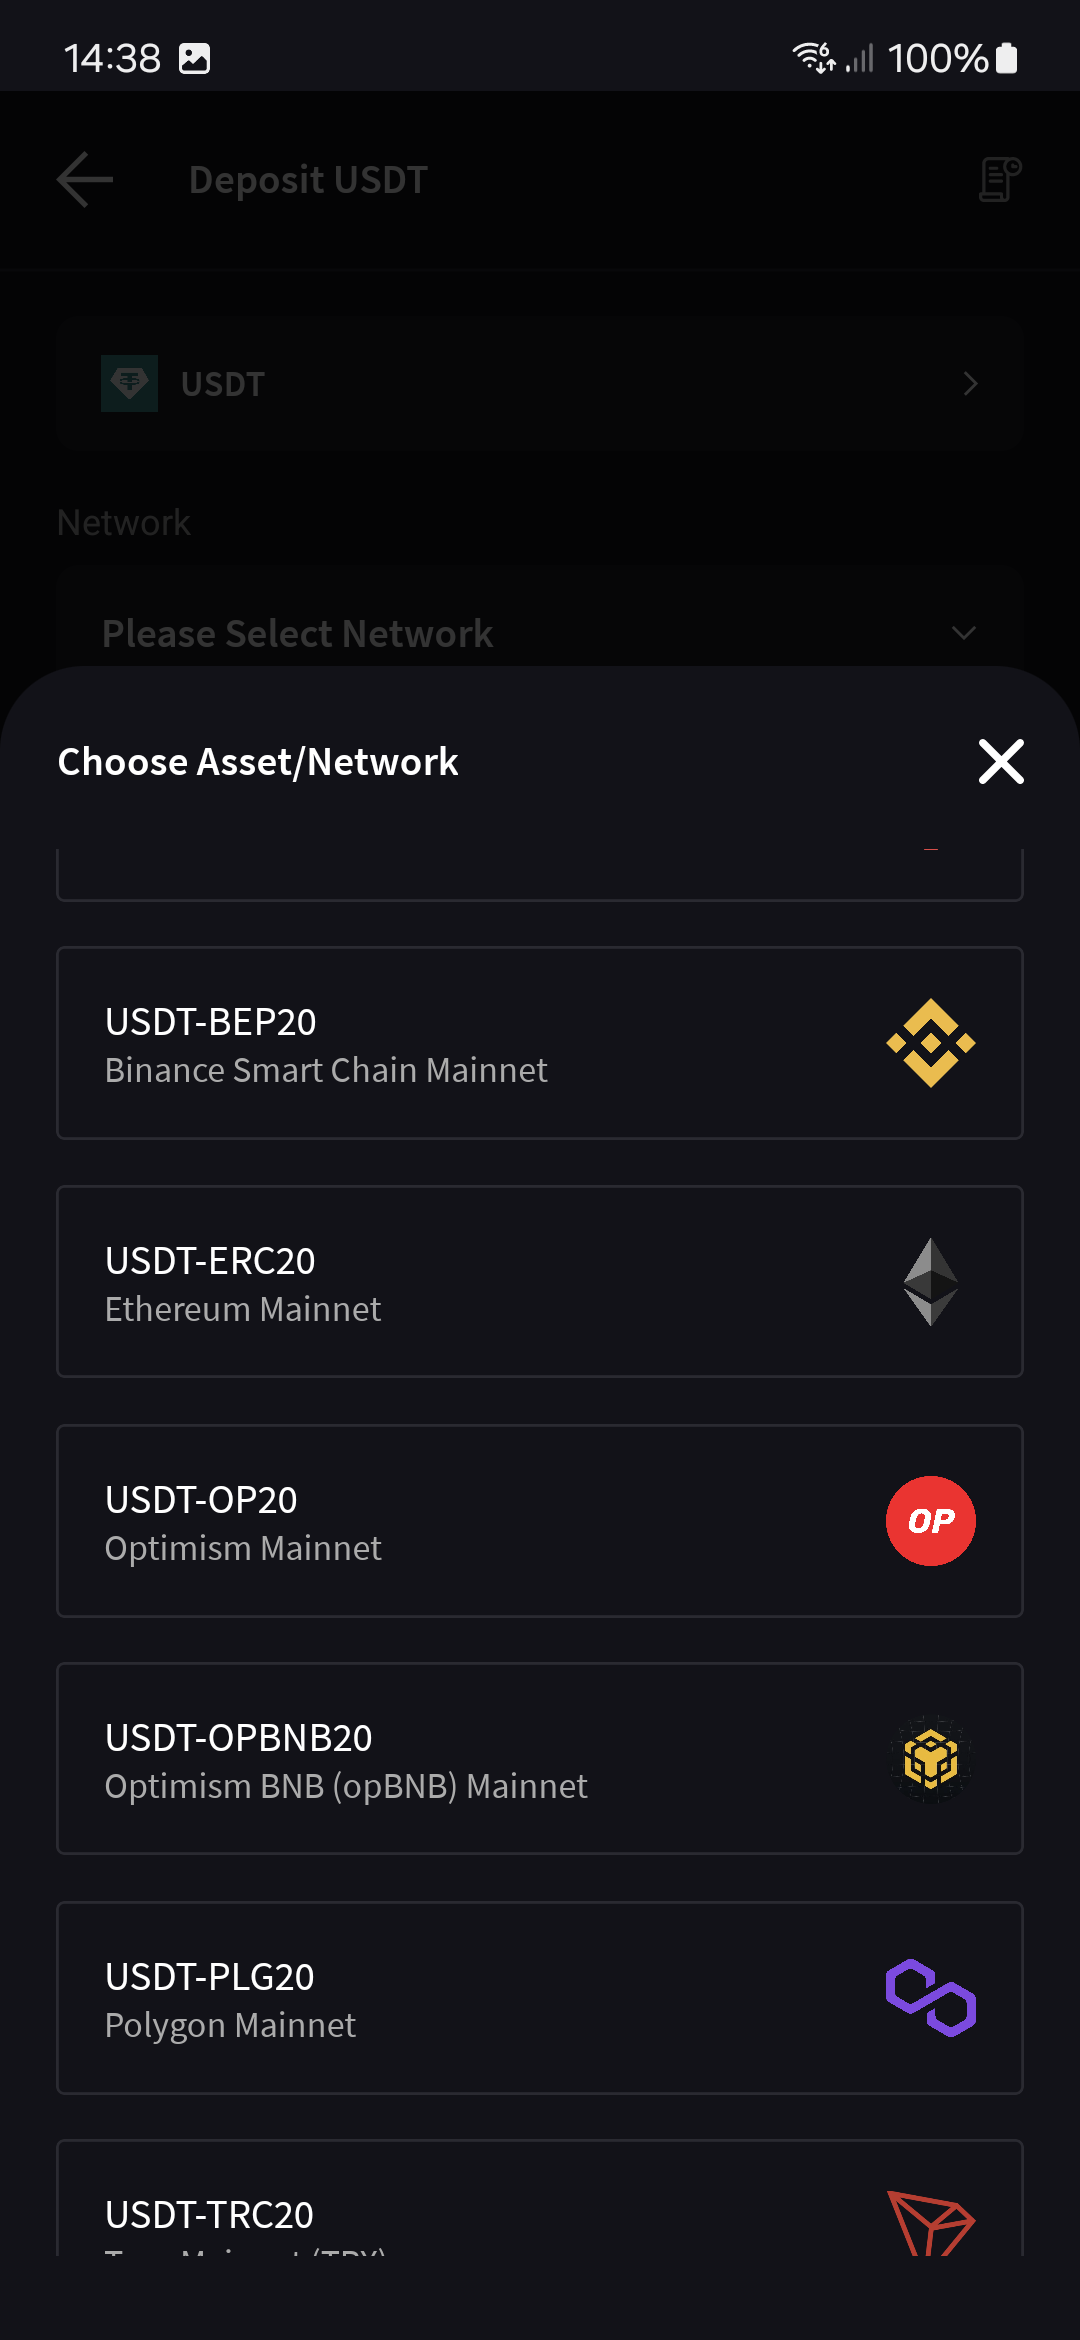 14:38
100%
Deposit USDT
USDT
Network
Please Select Network
Choose Asset/Network
USDT-BEP20
Binance Smart Chain Mainnet
USDT-ERC20
Ethereum Mainnet
USDT-OP20
Optimism Mainnet
OP
USDT-OPBNB20
Optimism BNB (opBNB) Mainnet
USDT-PLG20
Polygon Mainnet
USDT-TRC20